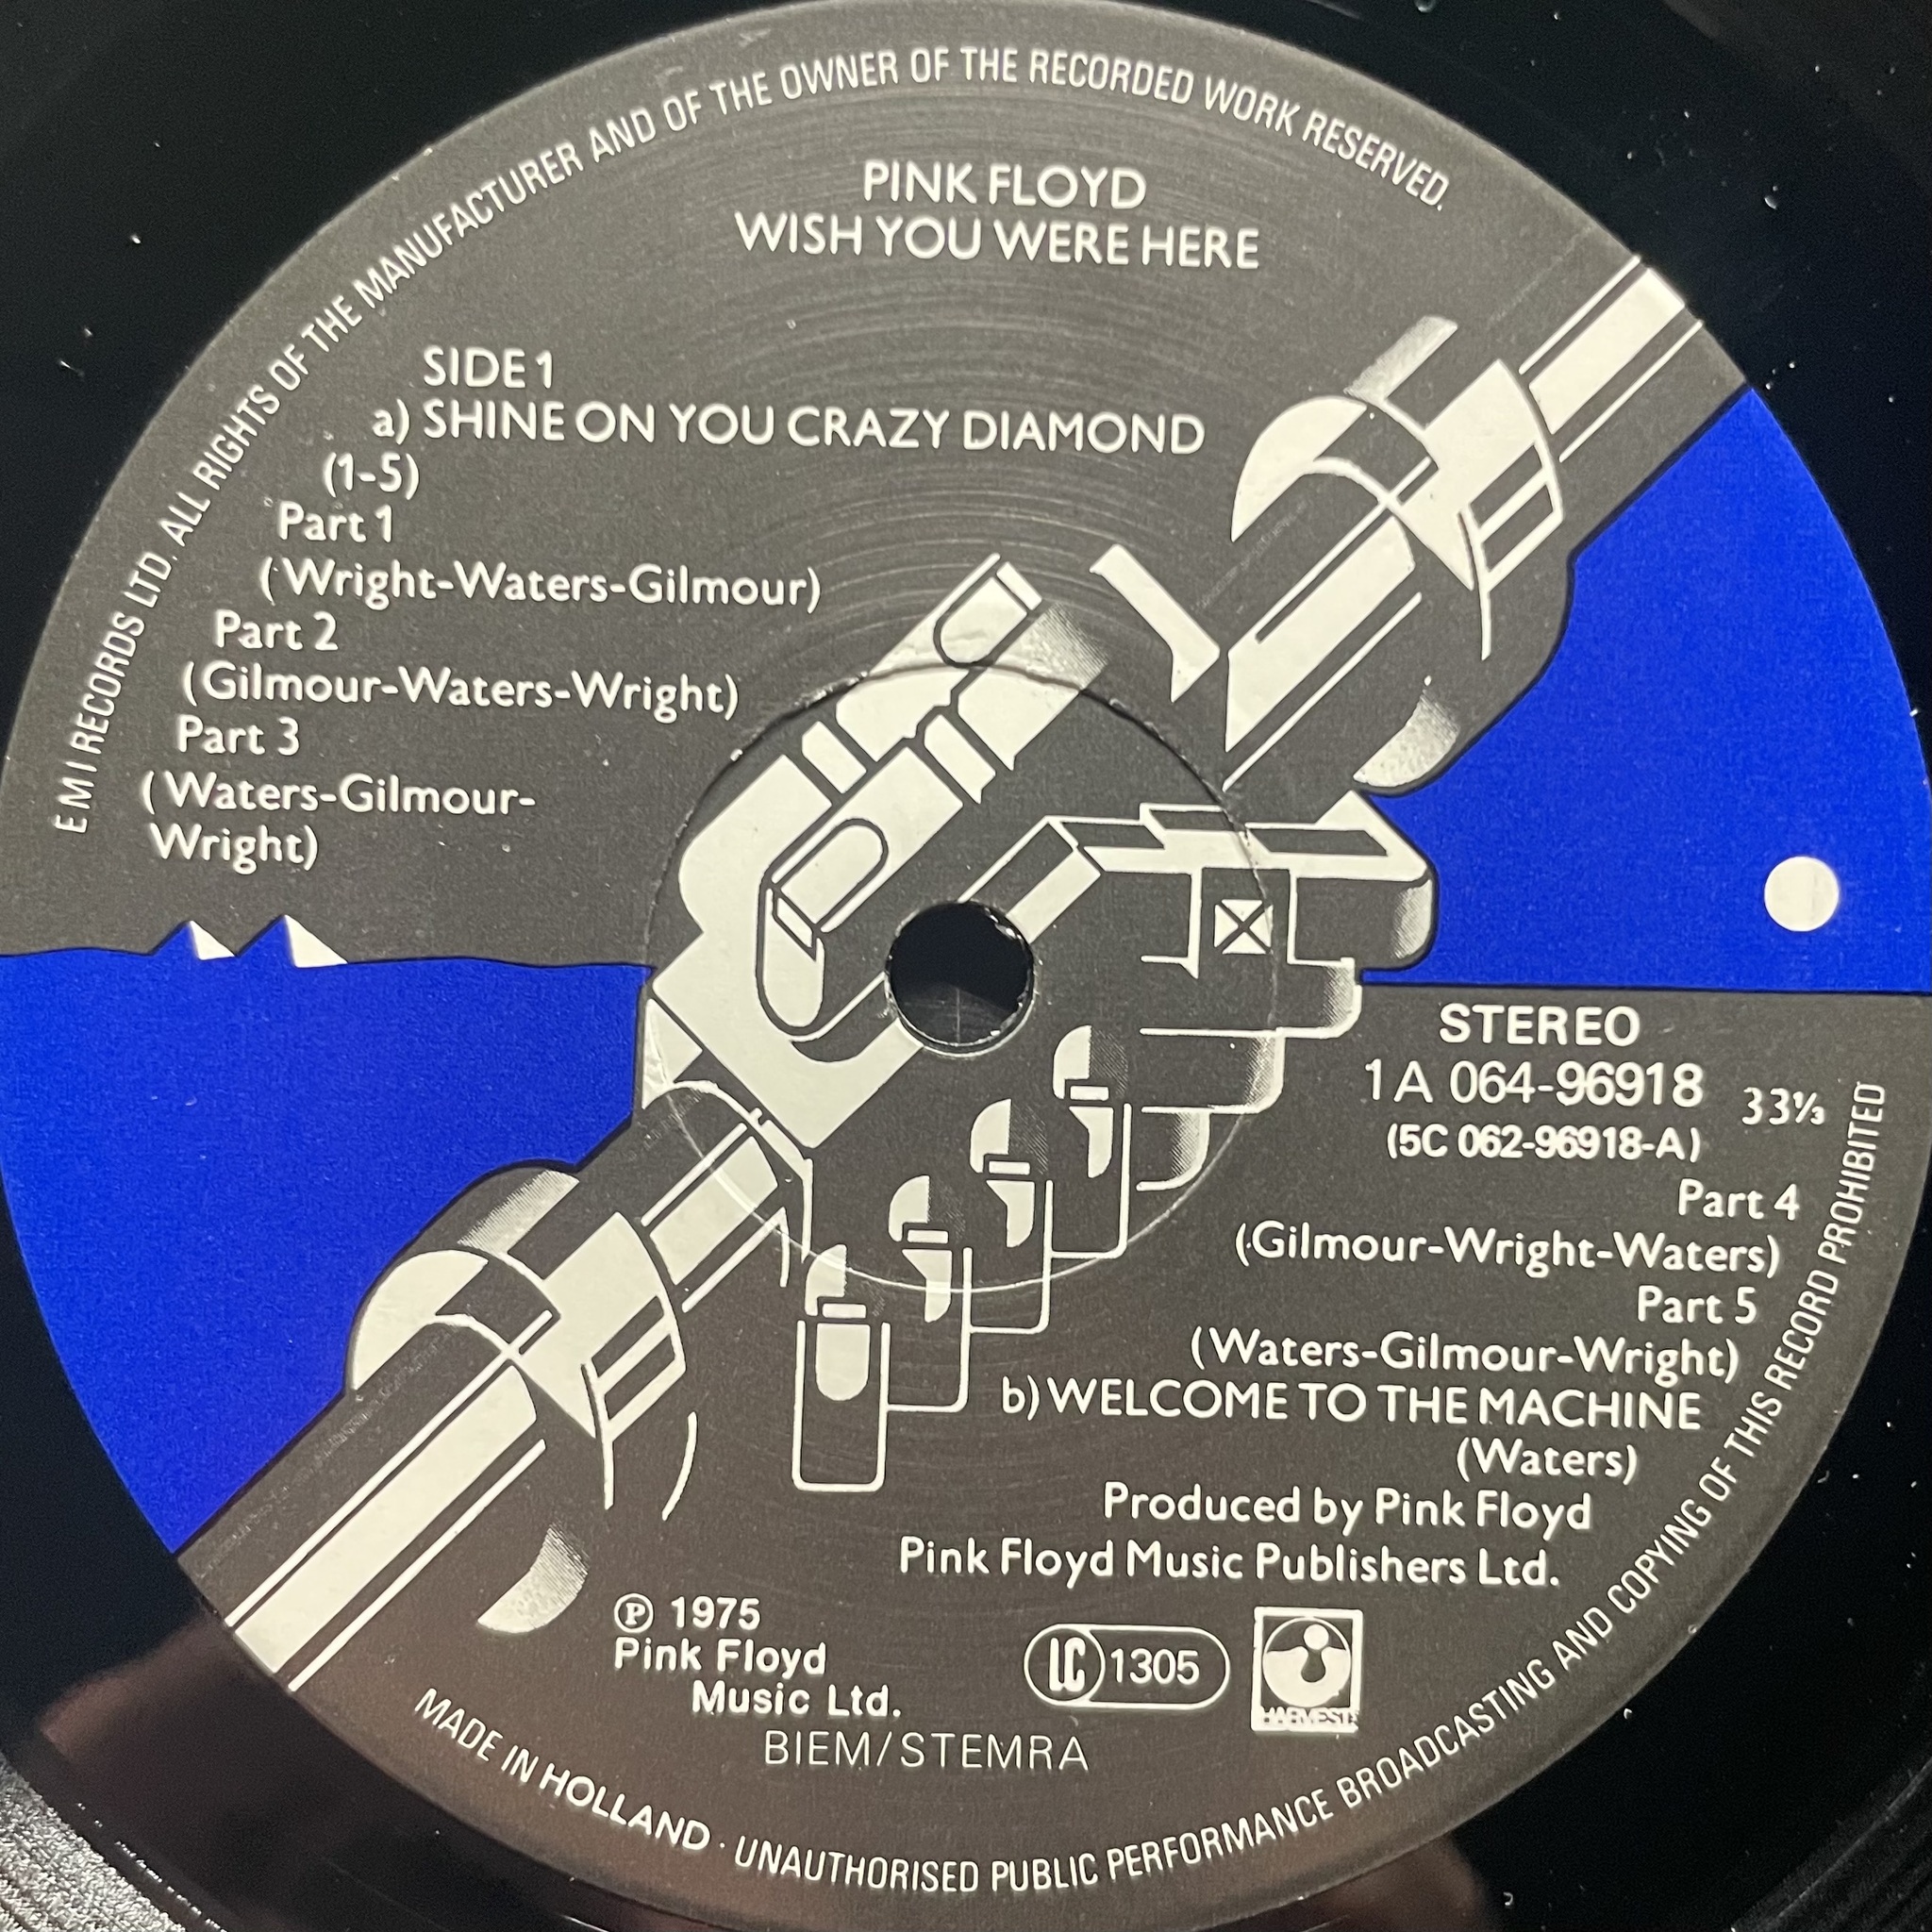 EMI RECORDS LTD. ALL RIGHTS OF THE MANUFACTURER AND OF THE OWNER OF THE RECORDED WORK RESERVED.
PINK FLOYD
WISH YOU WERE HERE
SIDE 1
a) SHINE ON YOU CRAZY DIAMOND
(1-5)
Part 1
(Wright-Waters-Gilmour)
Part 2
(Gilmour-Waters-Wright)
Part 3
(Waters-Gilmour-
Wright)
STEREO
1A 064-96918
33⅓
(5C 062-96918-A)
Part 4
(Gilmour-Wright-Waters)
Part 5
(Waters-Gilmour-Wright)
b) WELCOME TO THE MACHINE
(Waters)
Produced by Pink Floyd
Pink Floyd Music Publishers Ltd.
℗ 1975
Pink Floyd
Music Ltd.
LC 1305
HARVEST
BIEM/STEMRA
MADE IN HOLLAND · UNAUTHORISED PUBLIC PERFORMANCE BROADCASTING AND COPYING OF THIS RECORD PROHIBITED